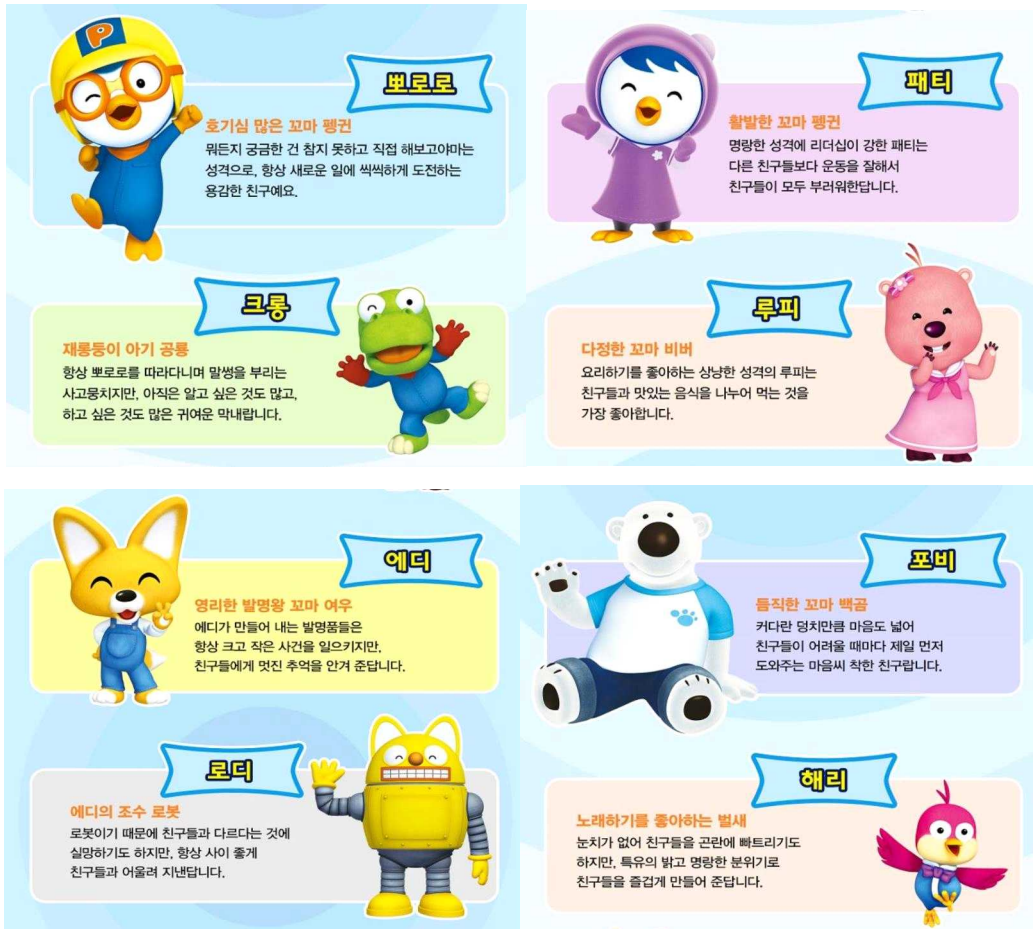 P
뽀로로
호기심 많은 꼬마 펭귄
뭐든지 궁금한 건 참지 못하고 직접 해보고야마는
성격으로, 항상 새로운 일에 씩씩하게 도전하는
용감한 친구예요.
패티
활발한 꼬마 펭귄
명랑한 성격에 리더십이 강한 패티는
다른 친구들보다 운동을 잘해서
친구들이 모두 부러워한답니다.
크롱
재롱둥이 아기 공룡
항상 뽀로로를 따라다니며 말썽을 부리는
사고뭉치지만, 아직은 알고 싶은 것도 많고,
하고 싶은 것도 많은 귀여운 막내랍니다.
루피
다정한 꼬마 비버
요리하기를 좋아하는 상냥한 성격의 루피는
친구들과 맛있는 음식을 나누어 먹는 것을
가장 좋아합니다.
에디
영리한 발명왕 꼬마 여우
에디가 만들어 내는 발명품들은
항상 크고 작은 사건을 일으키지만,
친구들에게 멋진 추억을 안겨 준답니다.
포비
듬직한 꼬마 백곰
커다란 덩치만큼 마음도 넓어
친구들이 어려울 때마다 제일 먼저
도와주는 마음씨 착한 친구랍니다.
로디
에디의 조수 로봇
로봇이기 때문에 친구들과 다르다는 것에
실망하기도 하지만, 항상 사이 좋게
친구들과 어울려 지낸답니다.
해리
노래하기를 좋아하는 벌새
눈치가 없어 친구들을 곤란에 빠트리기도
하지만, 특유의 밝고 명랑한 분위기로
친구들을 즐겁게 만들어 준답니다.